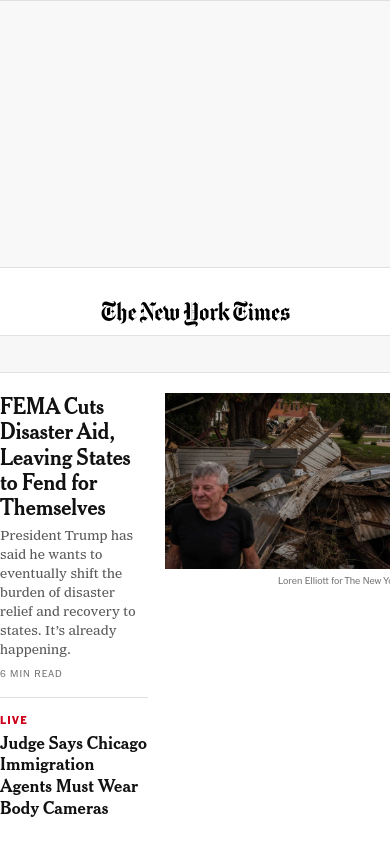 The New York Times
FEMA Cuts
Disaster Aid,
Leaving States
to Fend for
Themselves
President Trump has
said he wants to
eventually shift the
burden of disaster
relief and recovery to
states. It’s already
happening.
6 MIN READ
Loren Elliott for The New Yo
LIVE
Judge Says Chicago
Immigration
Agents Must Wear
Body Cameras